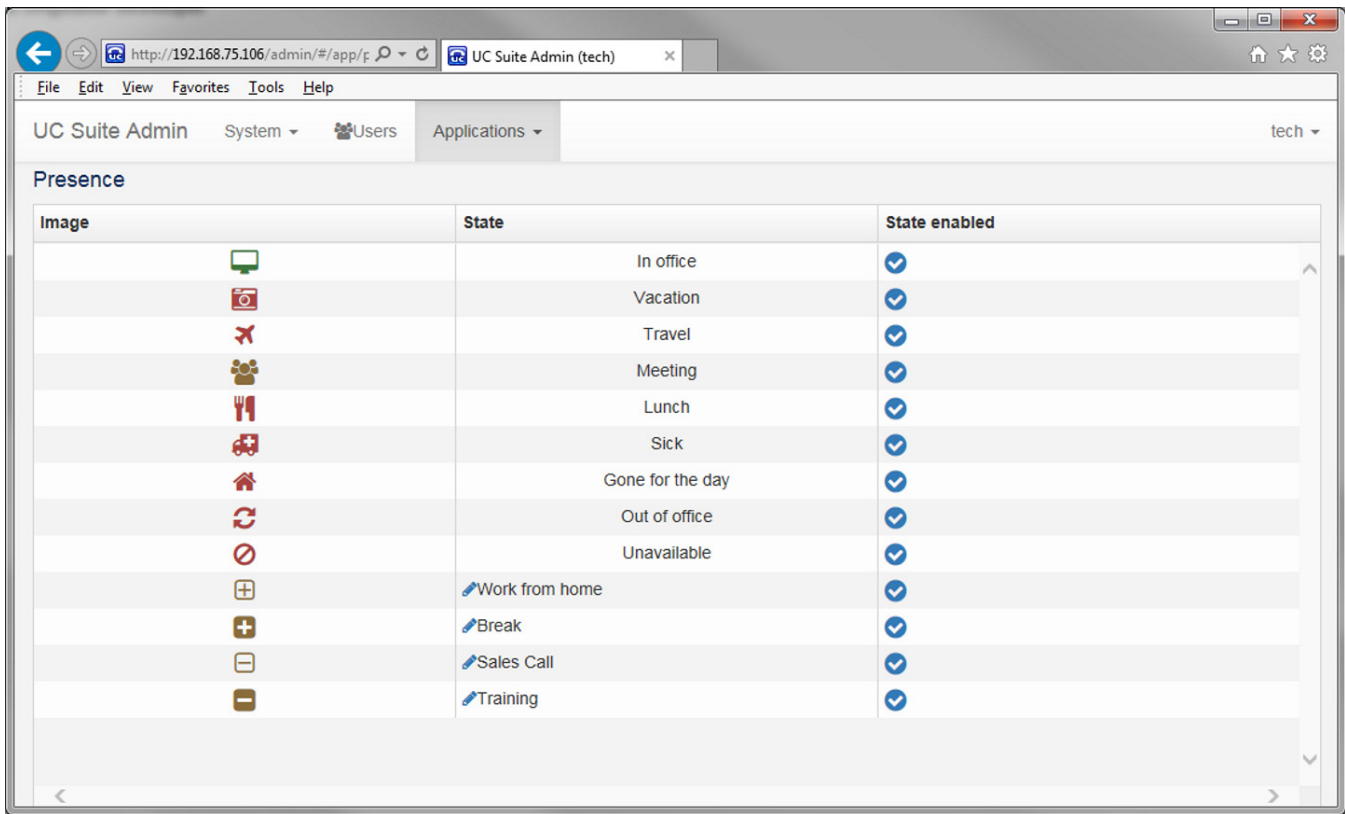 http://192.168.75.106/admin/#/app/p
UC Suite Admin (tech)
File Edit View Favorites Tools Help
UC Suite Admin System Users Applications tech
Presence
Image State State enabled
In office
Vacation
Travel
Meeting
Lunch
Sick
Gone for the day
Out of office
Unavailable
Work from home
Break
Sales Call
Training